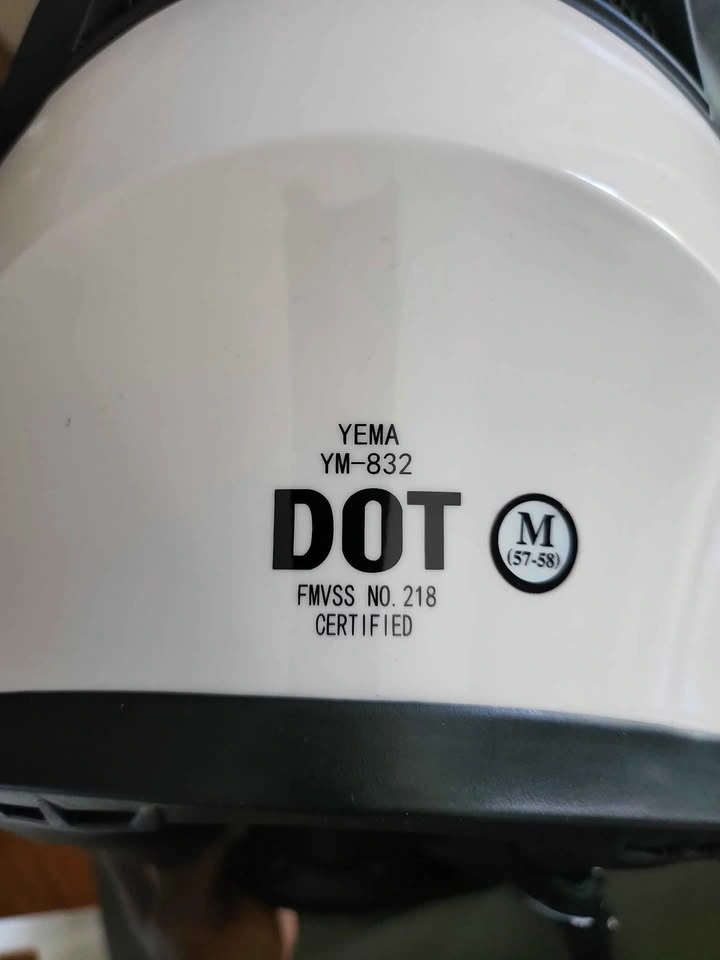 YEMA
YM-832
DOT
FMVSS NO. 218
CERTIFIED
M
(57-58)